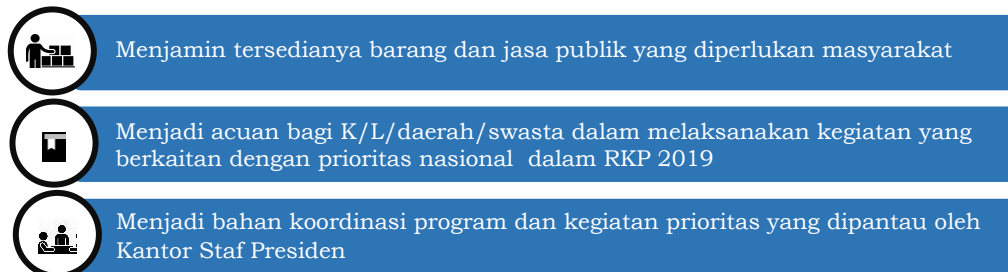 Menjamin tersedianya barang dan jasa publik yang diperlukan masyarakat
Menjadi acuan bagi K/L/daerah/swasta dalam melaksanakan kegiatan yang
berkaitan dengan prioritas nasional dalam RKP 2019
Menjadi bahan koordinasi program dan kegiatan prioritas yang dipantau oleh
Kantor Staf Presiden